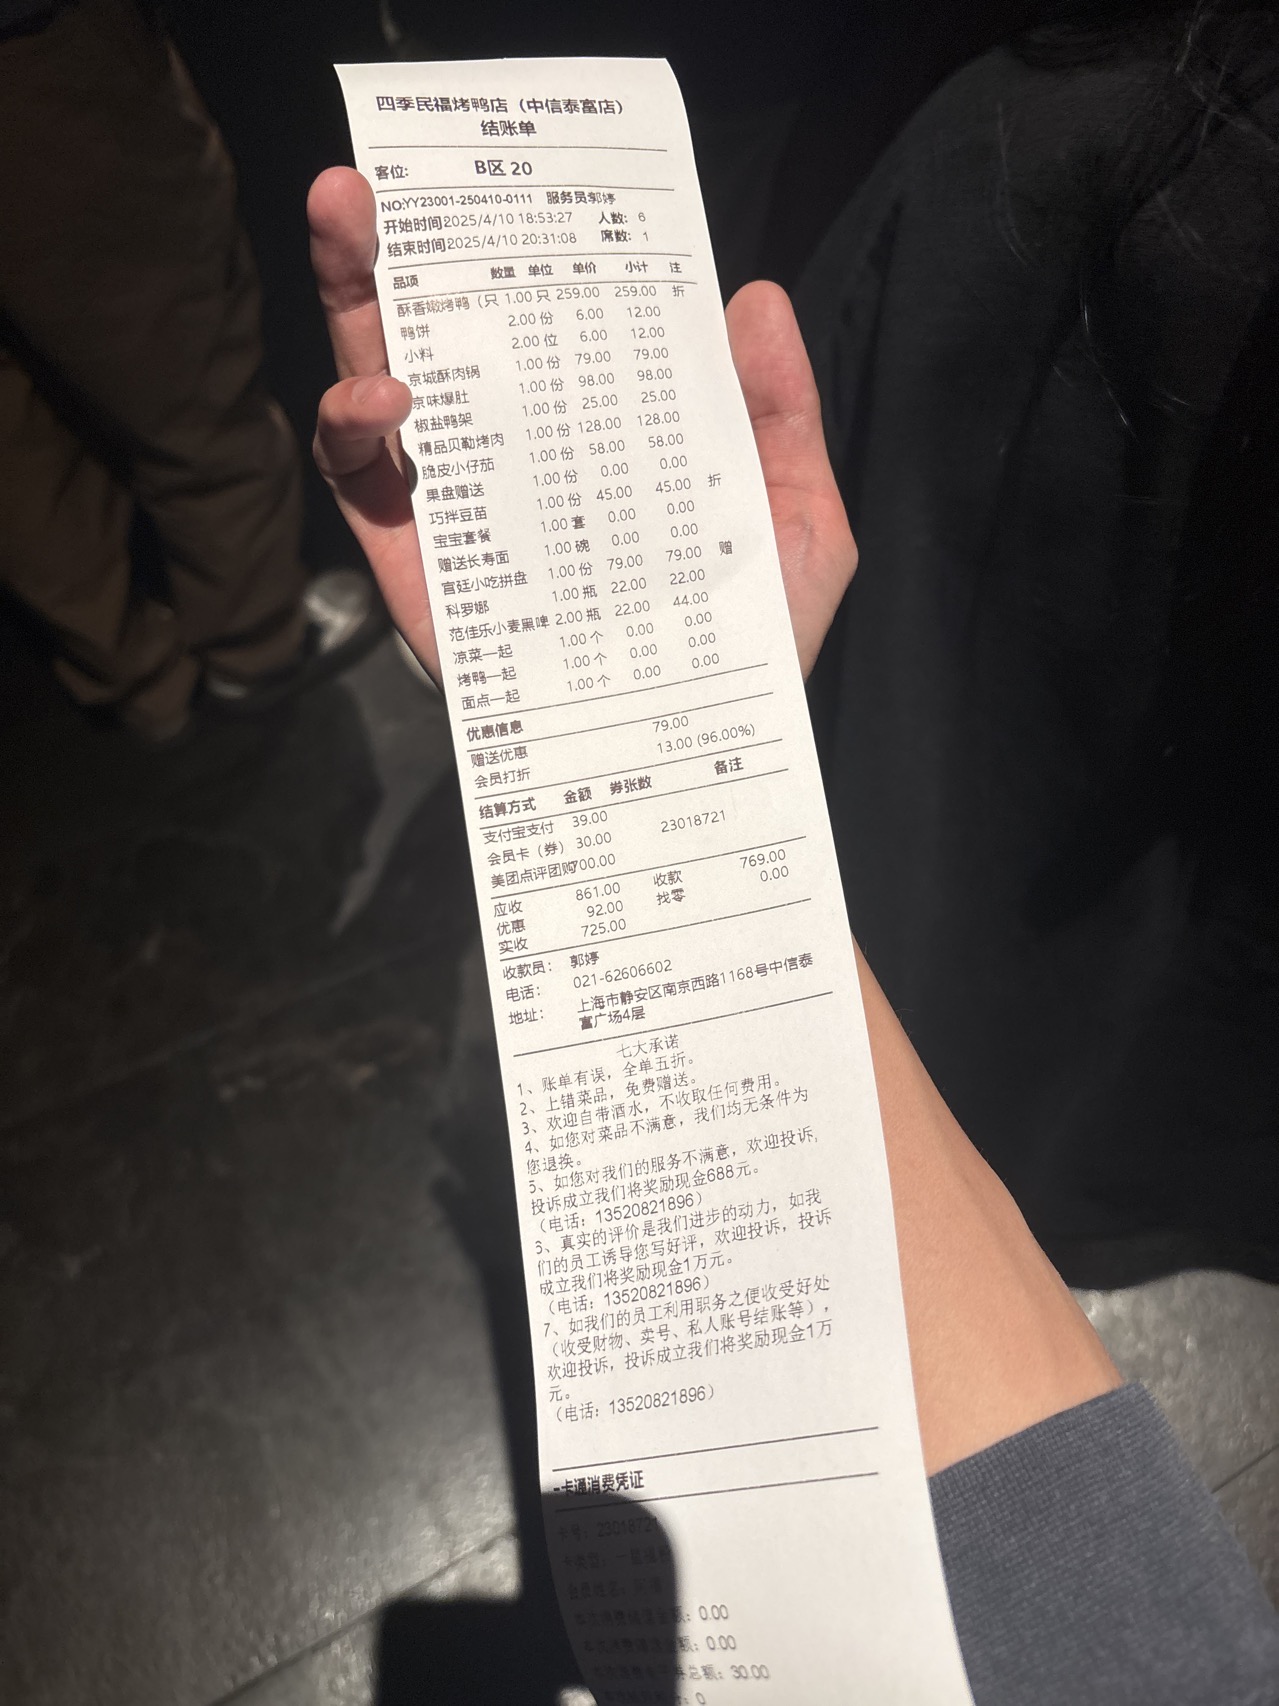 四季民福烤鸭店（中信泰富店）
结账单
客位: B区 20
NO:YY23001-250410-0111 服务员郭婷
开始时间2025/4/10 18:53:27 人数: 6
结束时间2025/4/10 20:31:08 席数: 1
品项 数量 单位 单价 小计 注
酥香嫩烤鸭（只 1.00 只 259.00 259.00 折
鸭饼 2.00 份 6.00 12.00
小料 2.00 位 6.00 12.00
京城酥肉锅 1.00 份 79.00 79.00
京味爆肚 1.00 份 98.00 98.00
椒盐鸭架 1.00 份 25.00 25.00
精品贝勒烤肉 1.00 份 128.00 128.00
脆皮小仔茄 1.00 份 58.00 58.00
果盘赠送 1.00 份 0.00 0.00
巧拌豆苗 1.00 份 45.00 45.00 折
宝宝套餐 1.00 套 0.00 0.00
赠送长寿面 1.00 碗 0.00 0.00
宫廷小吃拼盘 1.00 份 79.00 79.00 赠
科罗娜 1.00 瓶 22.00 22.00
范佳乐小麦黑啤 2.00 瓶 22.00 44.00
凉菜一起 1.00 个 0.00 0.00
烤鸭一起 1.00 个 0.00 0.00
面点一起 1.00 个 0.00 0.00
优惠信息
赠送优惠 79.00
会员打折 13.00 (96.00%)
结算方式 金额 券张数 备注
支付宝支付 39.00
会员卡（券） 30.00 23018721
美团点评团购700.00
应收 861.00 收款 769.00
优惠 92.00 找零 0.00
实收 725.00
收款员: 郭婷
电话: 021-62606602
地址: 上海市静安区南京西路1168号中信泰
富广场4层
七大承诺
1、账单有误，全单五折。
2、上错菜品，免费赠送。
3、欢迎自带酒水，不收取任何费用。
4、如您对菜品不满意，我们均无条件为
您退换。
5、如您对我们的服务不满意，欢迎投诉,
投诉成立我们将奖励现金688元。
（电话: 13520821896）
6、真实的评价是我们进步的动力，如我
们的员工诱导您写好评，欢迎投诉，投诉
成立我们将奖励现金1万元。
（电话: 13520821896）
7、如我们的员工利用职务之便收受好处
（收受财物、卖号、私人账号结账等），
欢迎投诉，投诉成立我们将奖励现金1万
元。
（电话: 13520821896）
一卡通消费凭证
卡号: 23018721
: 0.00
额: 0.00
总额: 30.00
: 0